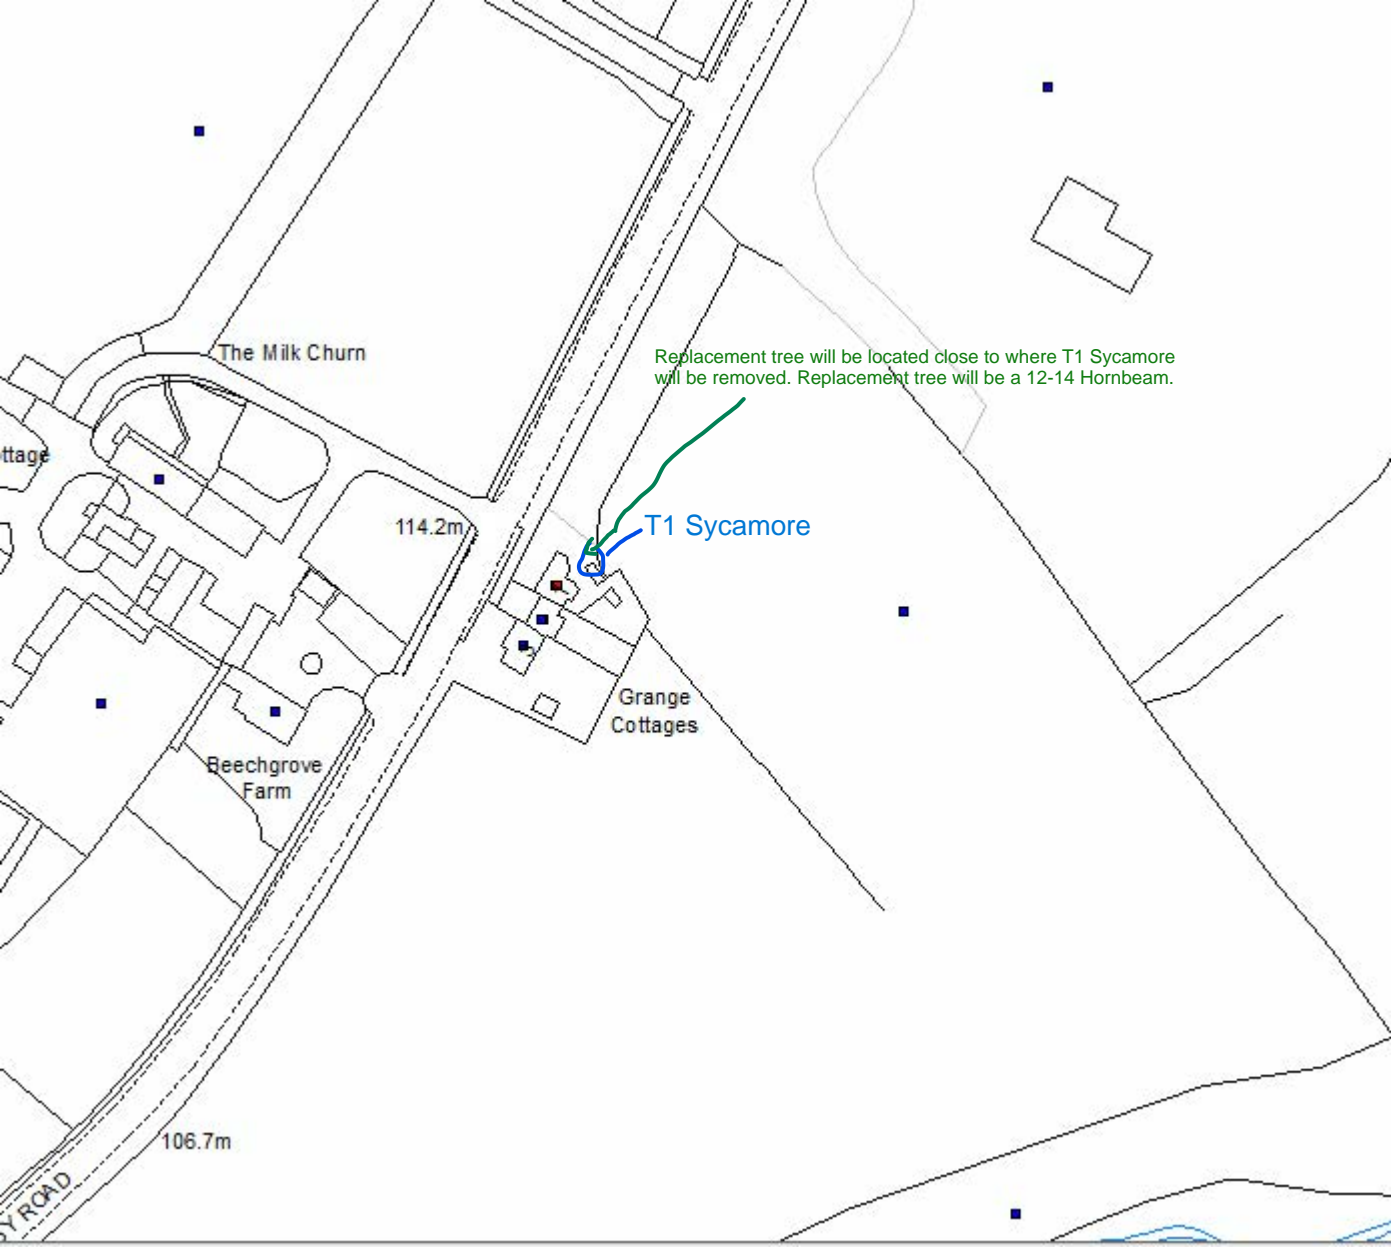 The Milk Churn
Replacement tree will be located close to where T1 Sycamore
will be removed. Replacement tree will be a 12-14 Hornbeam.
ttage
114.2m
T1 Sycamore
2
Grange
Cottages
Beechgrove
Farm
106.7m
Y ROAD